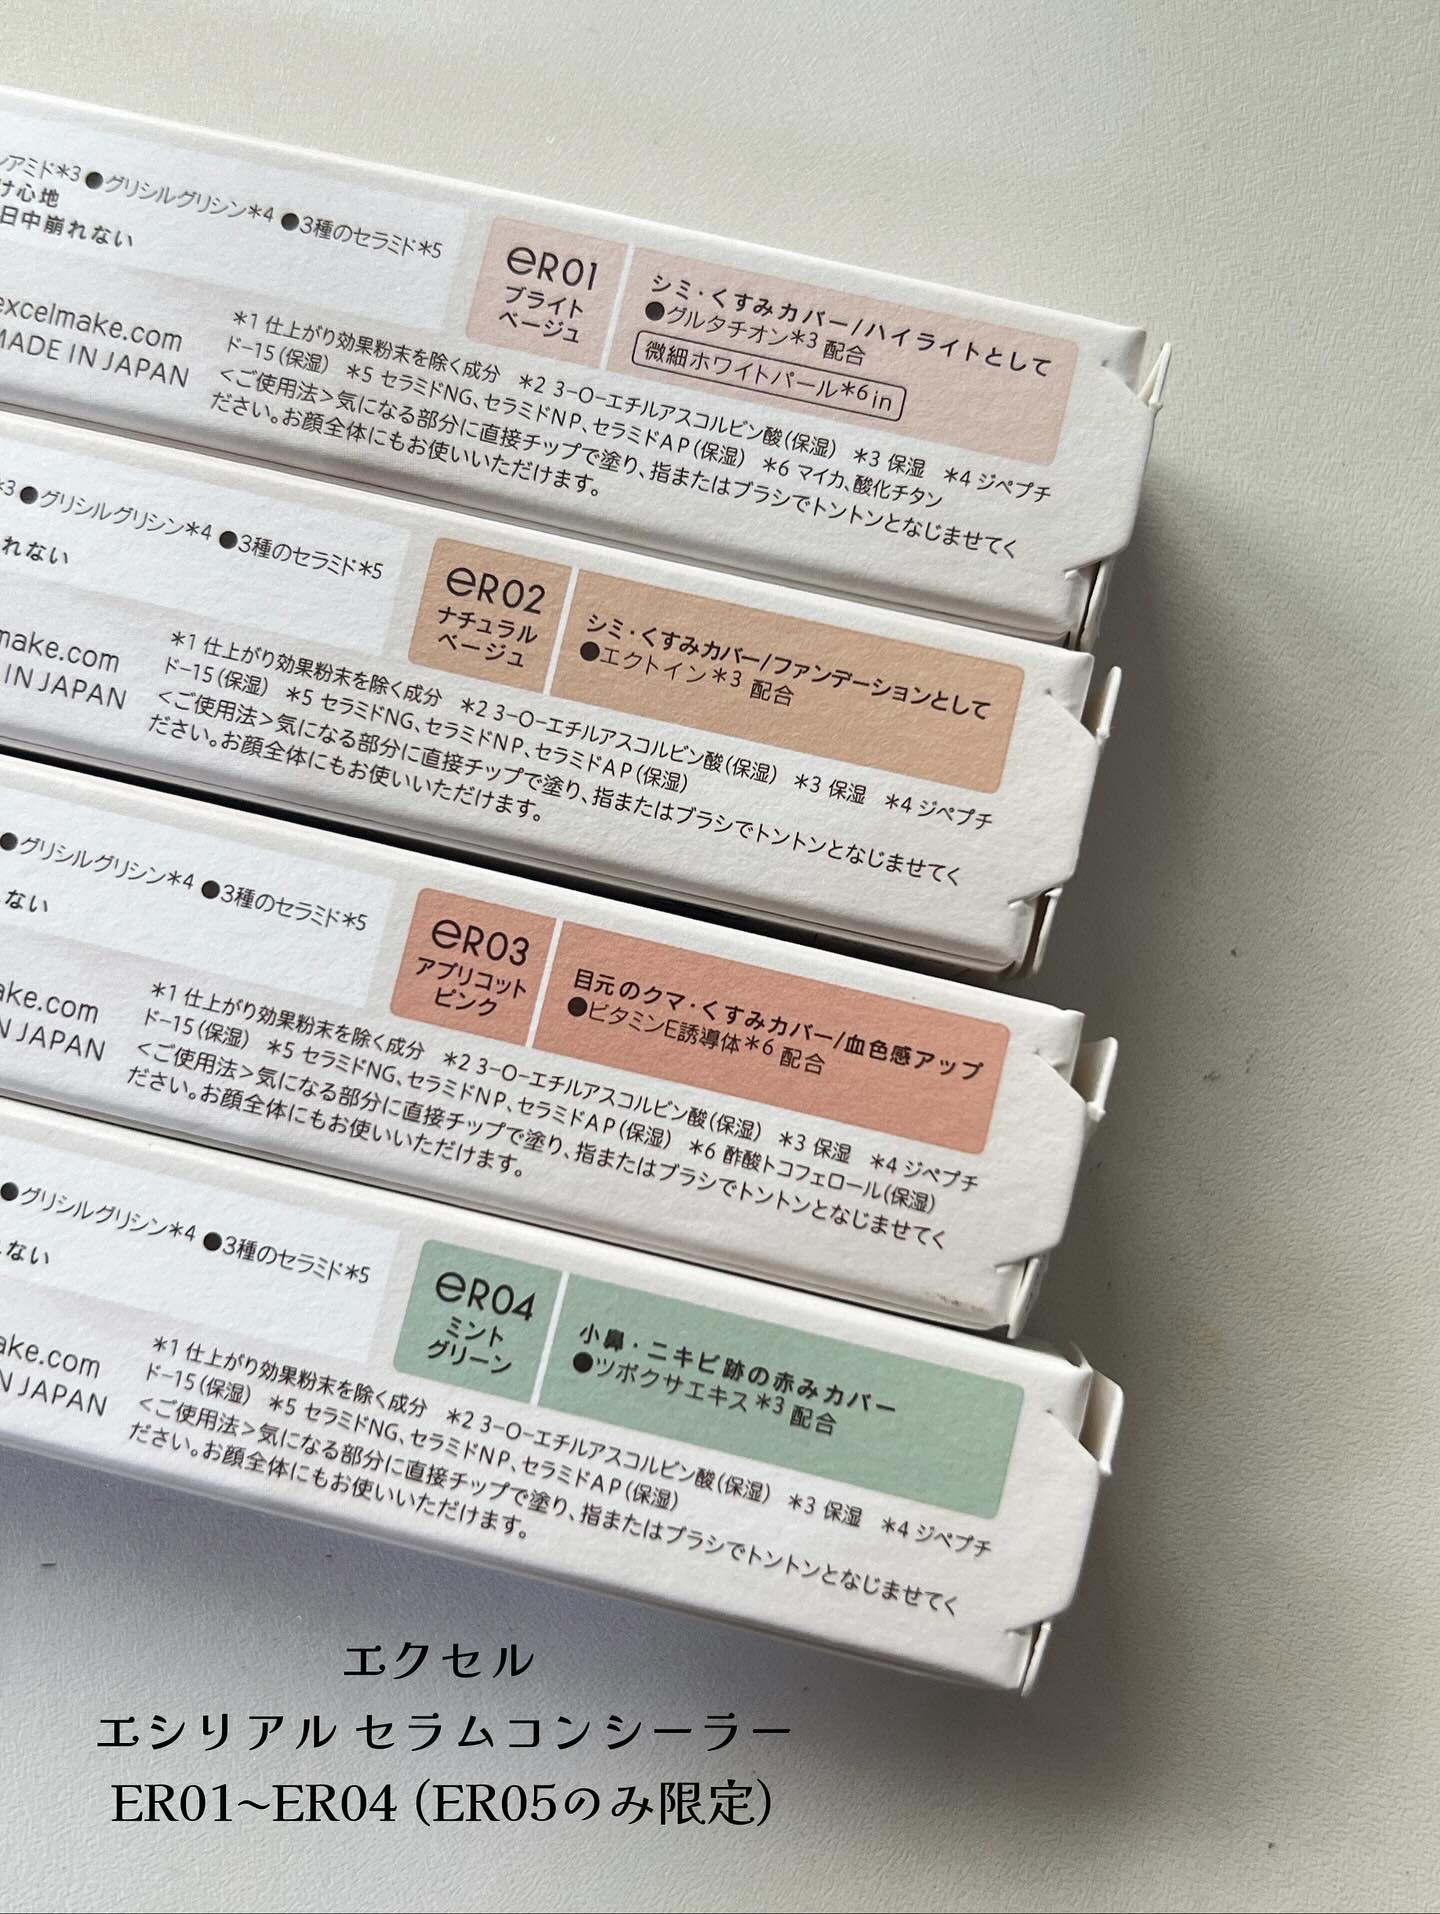 アミド*3 ●グリシルグリシン*4 ●3種のセラミド*5
け心地
日中崩れない
excelmake.com
MADE IN JAPAN
eR01
ブライト
ベージュ
シミ・くすみカバー/ハイライトとして
●グルタチオン*3 配合
微細ホワイトパール*6 in
*1 仕上がり効果粉末を除く成分 *2 3-O-エチルアスコルビン酸(保湿) *3 保湿 *4 ジペプチ
ド-15(保湿) *5 セラミドNG、セラミドNP、セラミドAP(保湿) *6 マイカ、酸化チタン
<ご使用法>気になる部分に直接チップで塗り、指またはブラシでトントンとなじませてく
ださい。お顔全体にもお使いいただけます。
*3 ●グリシルグリシン*4 ●3種のセラミド*5
れない
make.com
IN JAPAN
eR02
ナチュラル
ベージュ
シミ・くすみカバー/ファンデーションとして
●エクトイン*3 配合
*1 仕上がり効果粉末を除く成分 *2 3-O-エチルアスコルビン酸(保湿) *3 保湿 *4 ジペプチ
ド-15(保湿) *5 セラミドNG、セラミドNP、セラミドAP(保湿)
<ご使用法>気になる部分に直接チップで塗り、指またはブラシでトントンとなじませてく
ださい。お顔全体にもお使いいただけます。
●グリシルグリシン*4 ●3種のセラミド*5
ない
ake.com
N JAPAN
eR03
アプリコット
ピンク
目元のクマ・くすみカバー/血色感アップ
●ビタミンE誘導体*6 配合
*1 仕上がり効果粉末を除く成分 *2 3-O-エチルアスコルビン酸(保湿) *3 保湿 *4 ジペプチ
ド-15(保湿) *5 セラミドNG、セラミドNP、セラミドAP(保湿) *6 酢酸トコフェロール(保湿)
<ご使用法>気になる部分に直接チップで塗り、指またはブラシでトントンとなじませてく
ださい。お顔全体にもお使いいただけます。
●グリシルグリシン*4 ●3種のセラミド*5
ない
ake.com
N JAPAN
eR04
ミント
グリーン
小鼻・ニキビ跡の赤みカバー
●ツボクサエキス*3 配合
*1 仕上がり効果粉末を除く成分 *2 3-O-エチルアスコルビン酸(保湿) *3 保湿 *4 ジペプチ
ド-15(保湿) *5 セラミドNG、セラミドNP、セラミドAP(保湿)
<ご使用法>気になる部分に直接チップで塗り、指またはブラシでトントンとなじませてく
ださい。お顔全体にもお使いいただけます。
エクセル
エシリアル セラムコンシーラー
ER01~ER04 (ER05のみ限定)